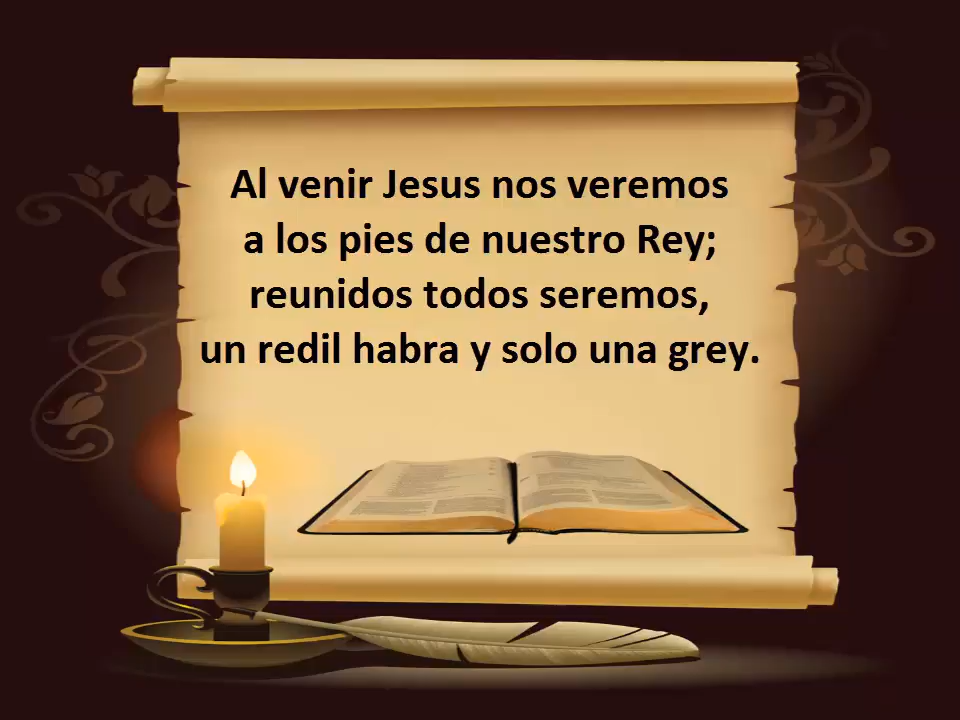 Al venir Jesus nos veremos
a los pies de nuestro Rey;
reunidos todos seremos,
un redil habra y solo una grey.